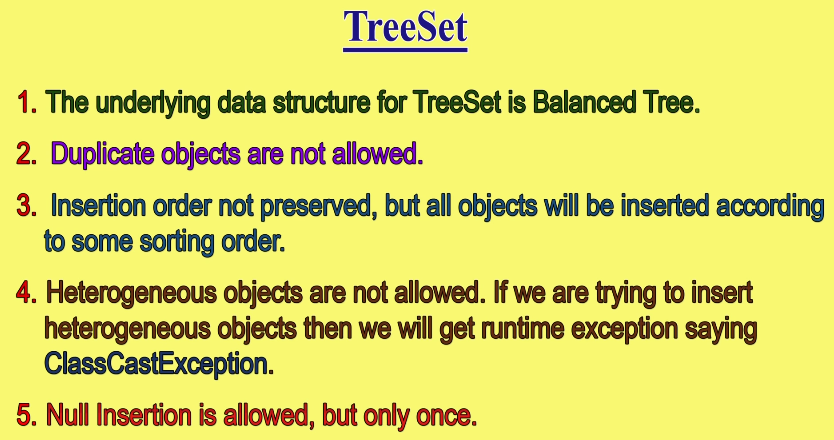 TreeSet
1. The underlying data structure for TreeSet is Balanced Tree.
2. Duplicate objects are not allowed.
3. Insertion order not preserved, but all objects will be inserted according
to some sorting order.
4. Heterogeneous objects are not allowed. If we are trying to insert
heterogeneous objects then we will get runtime exception saying
ClassCastException.
5. Null Insertion is allowed, but only once.